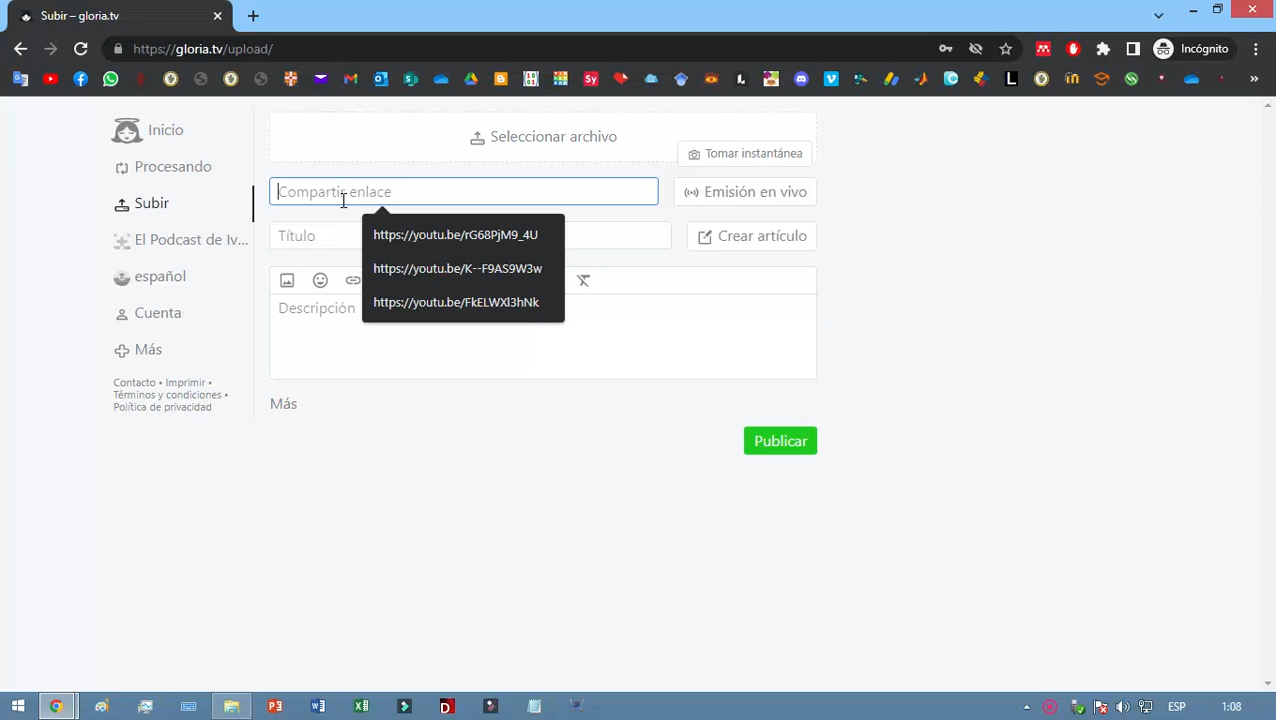 Subir – gloria.tv
https://gloria.tv/upload/
Incógnito
Inicio
Procesando
Subir
El Podcast de Iv...
español
Cuenta
Más
Contacto • Imprimir •
Términos y condiciones •
Política de privacidad
Seleccionar archivo
Tomar instantánea
Compartir enlace
Emisión en vivo
Título
Crear artículo
https://youtu.be/rG68PjM9_4U
https://youtu.be/K--F9AS9W3w
https://youtu.be/FkELWXl3hNk
Descripción
Más
Publicar
ESP
1:08